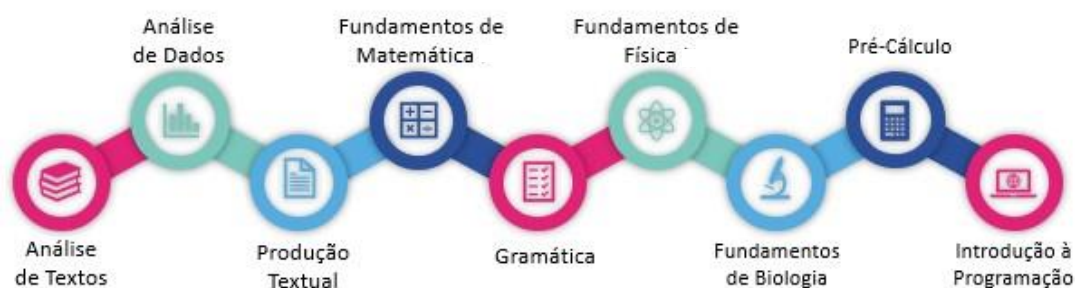 Análise
de Dados
Fundamentos de
Matemática
Fundamentos de
Física
Pré-Cálculo
Análise
de Textos
Produção
Textual
Gramática
Fundamentos
de Biologia
Introdução à
Programação